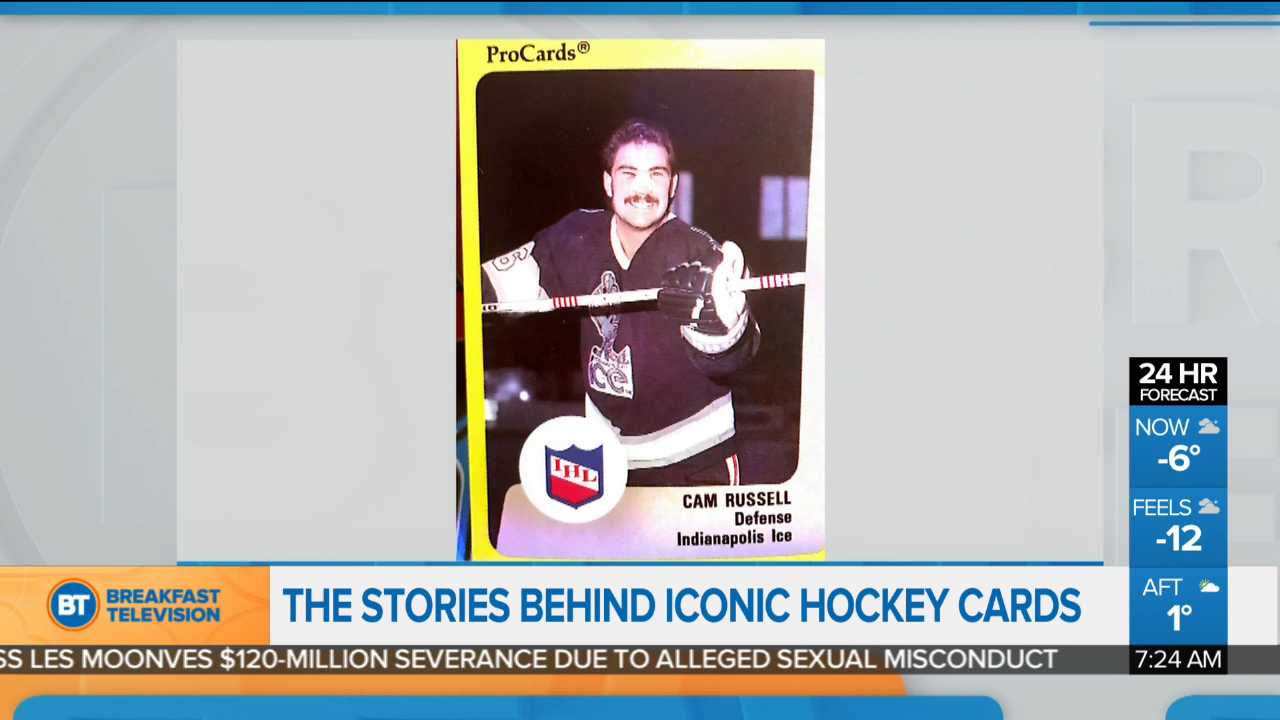 ProCards®
ice
IHL
CAM RUSSELL
Defense
Indianapolis Ice
24 HR
FORECAST
NOW
-6°
FEELS
-12
AFT
1°
BT BREAKFAST
TELEVISION
THE STORIES BEHIND ICONIC HOCKEY CARDS
SS LES MOONVES $120-MILLION SEVERANCE DUE TO ALLEGED SEXUAL MISCONDUCT
7:24 AM